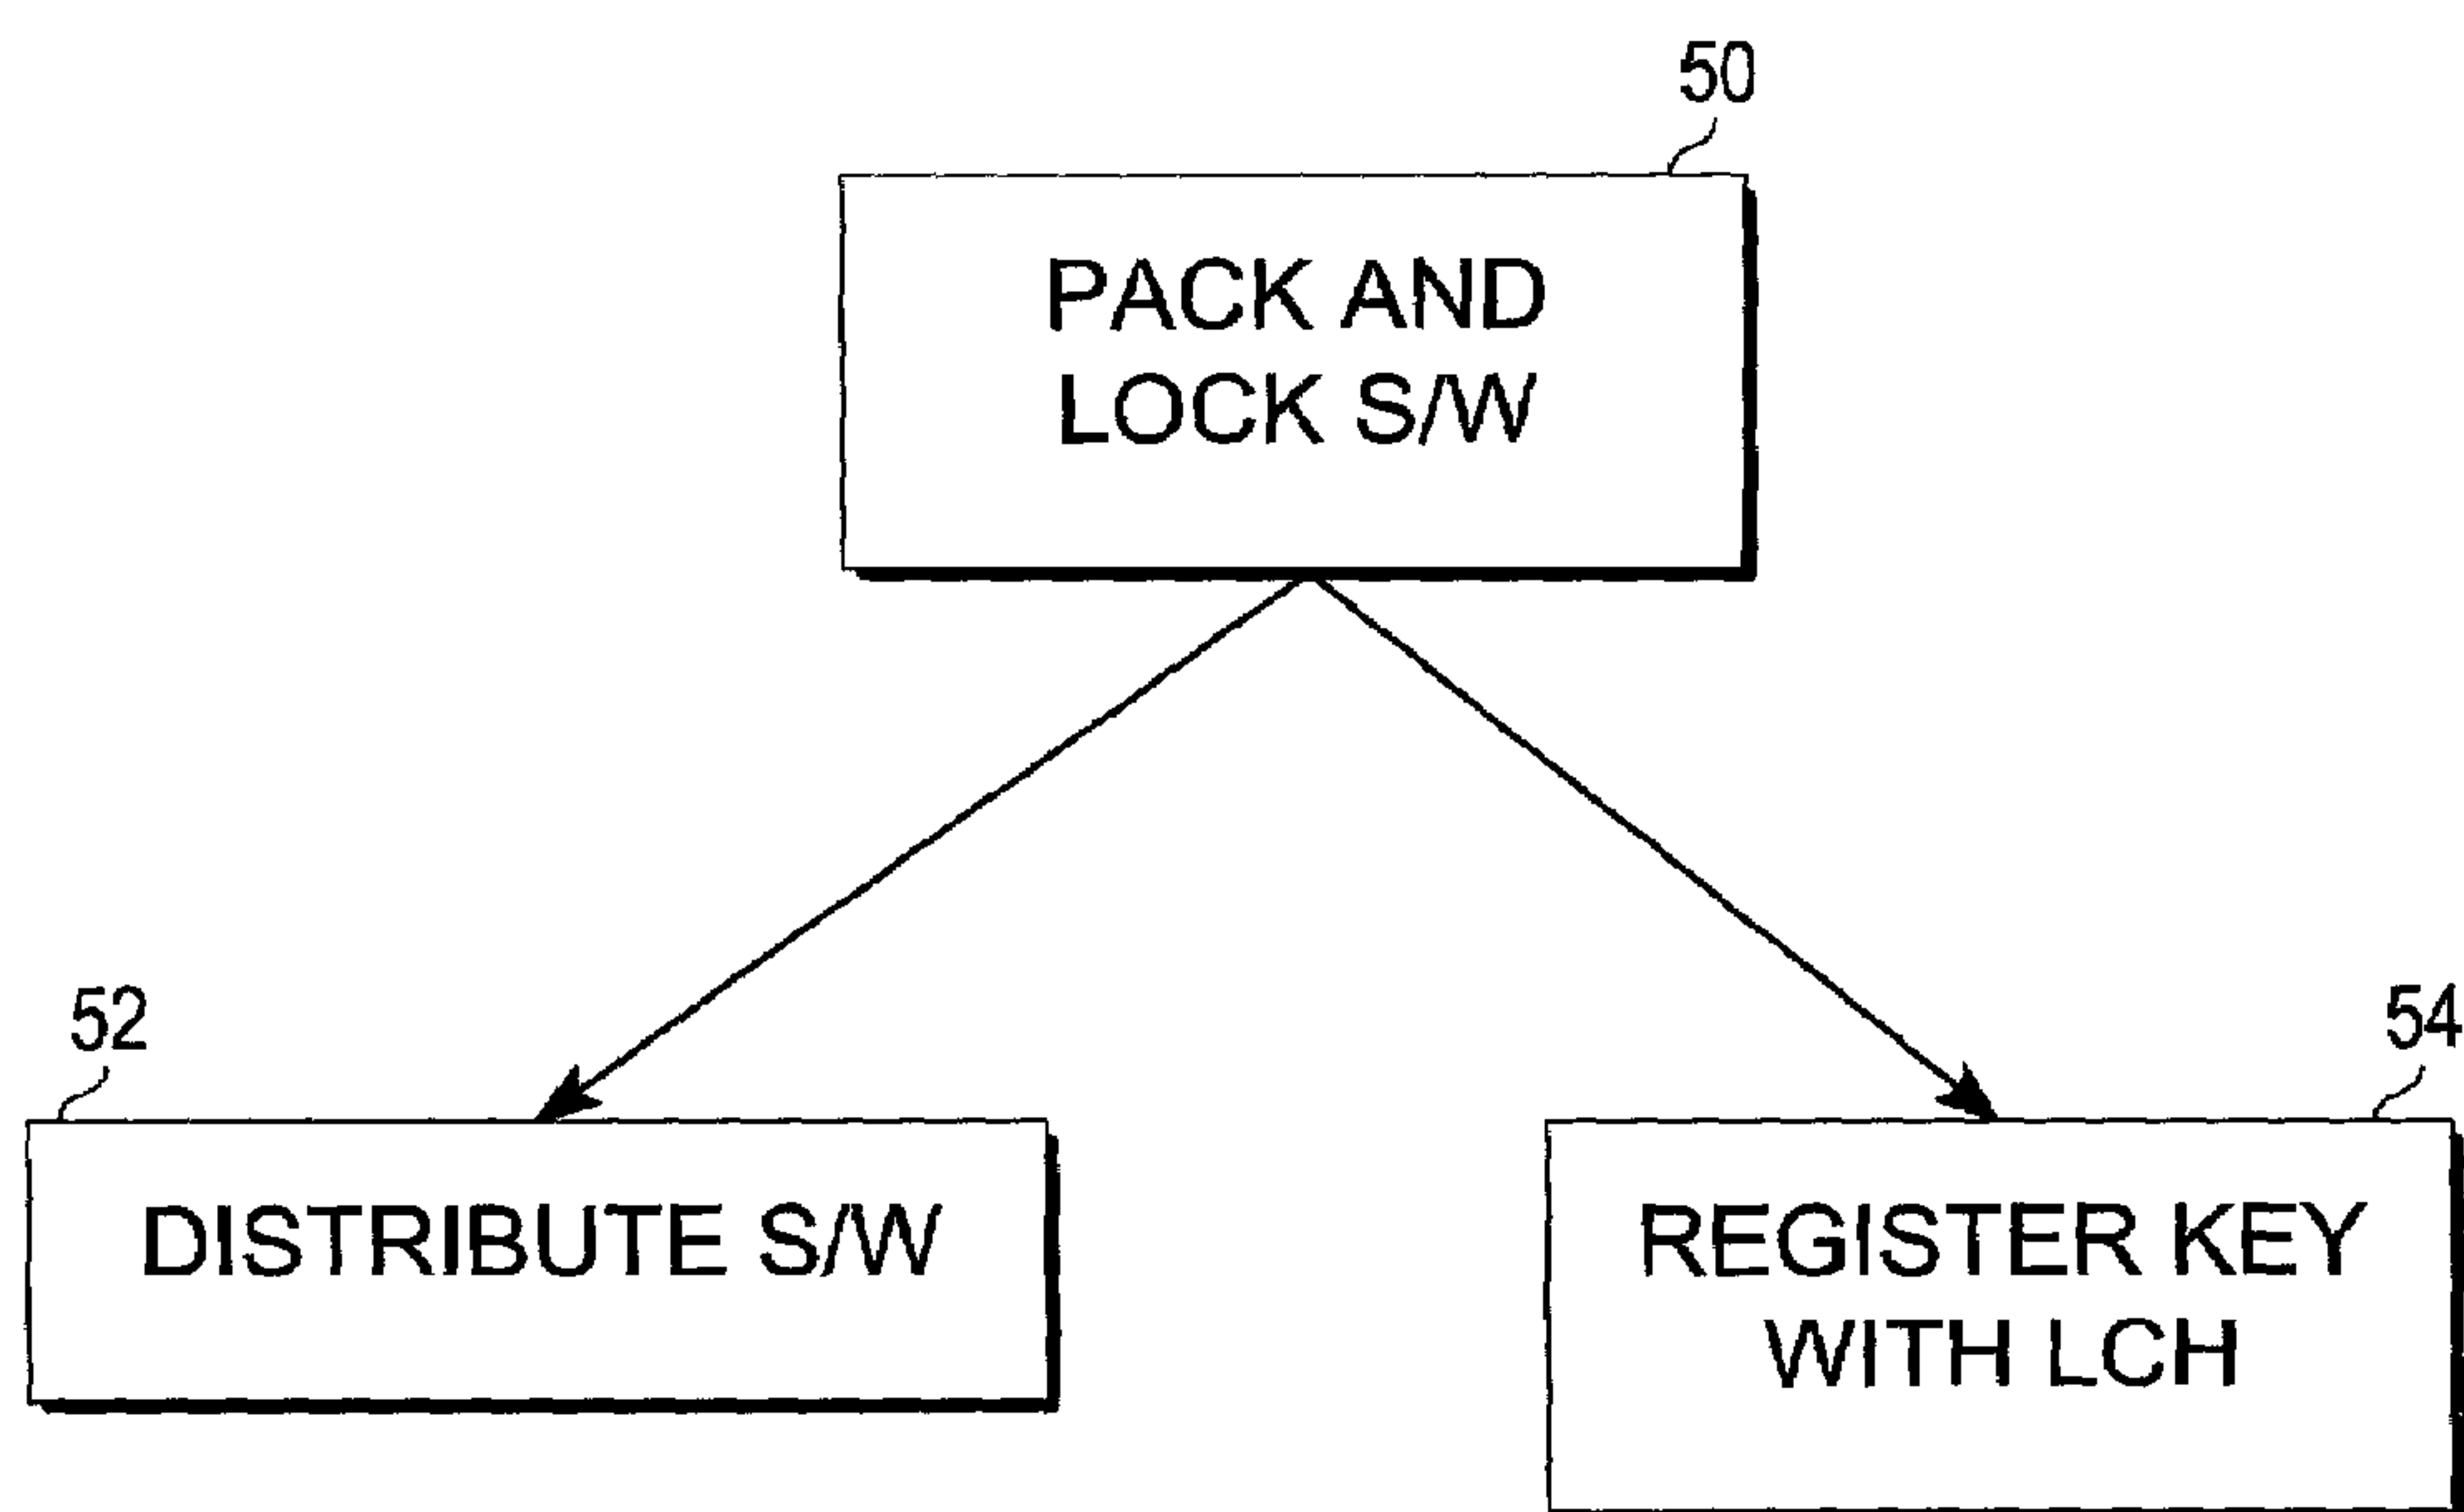 50
PACK AND
LOCK S/W
52
54
DISTRIBUTE S/W
REGISTER KEY
WITH LCH